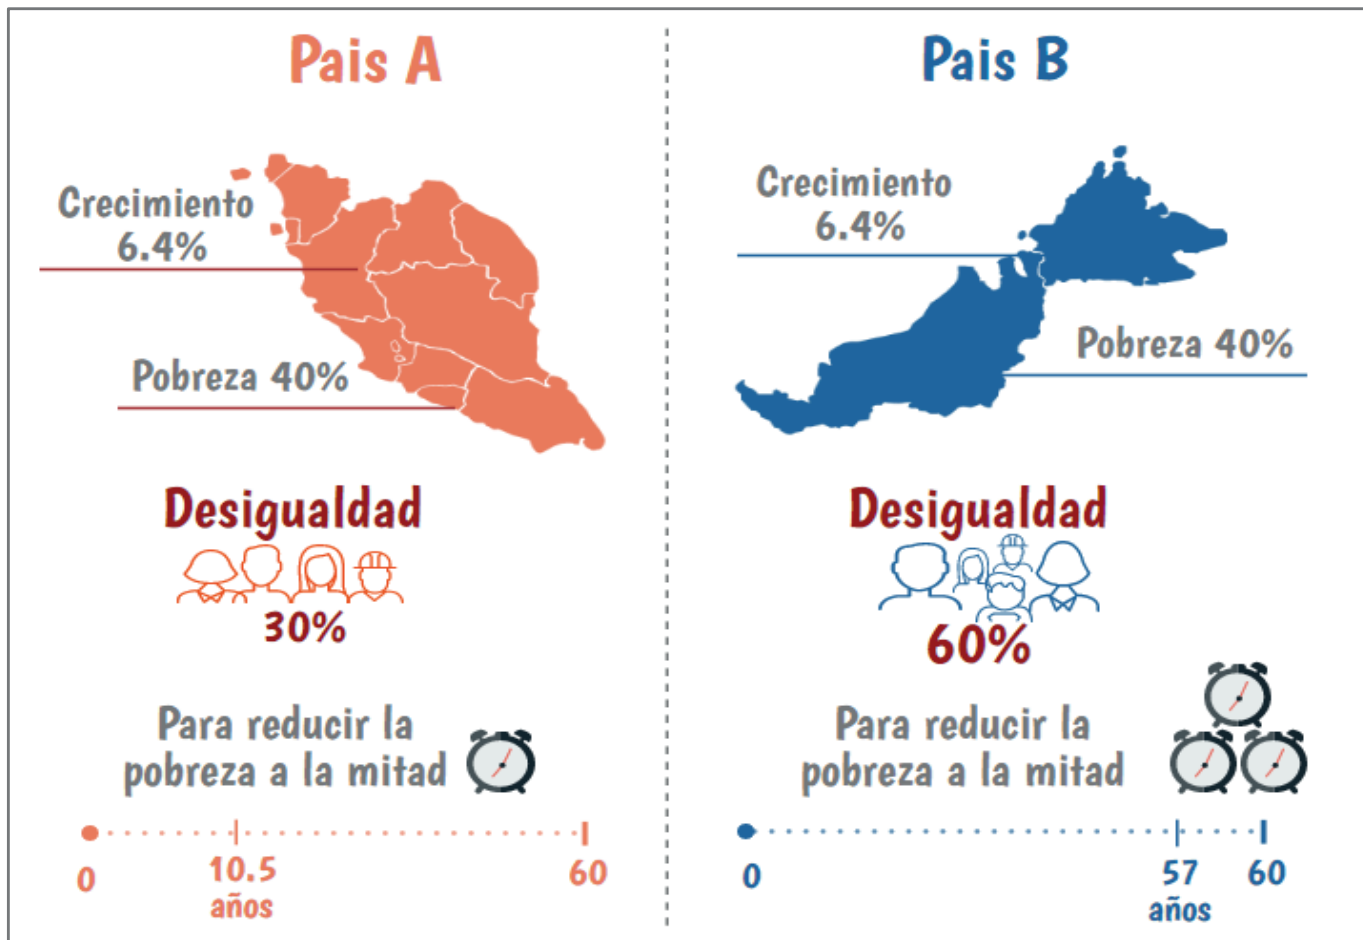 Pais A
Crecimiento
6.4%
Pobreza 40%
Desigualdad
30%
Para reducir la
pobreza a la mitad
0
10.5
años
60
Pais B
Crecimiento
6.4%
Pobreza 40%
Desigualdad
60%
Para reducir la
pobreza a la mitad
0
57
años
60